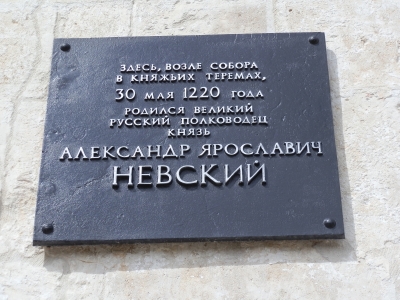 ЗДЕСЬ, ВОЗЛЕ СОБОРА
В КНЯЖЬИХ ТЕРЕМАХ,
30 МАЯ 1220 ГОДА
РОДИЛСЯ ВЕЛИКИЙ
РУССКИЙ ПОЛКОВОДЕЦ
КНЯЗЬ
АЛЕКСАНДР ЯРОСЛАВИЧ
НЕВСКИЙ